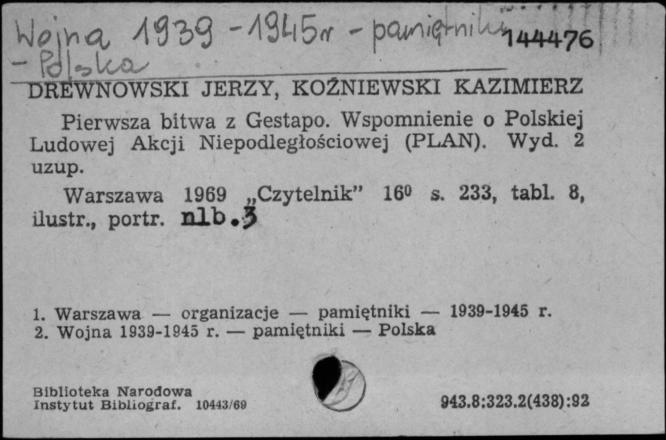 Wojna 1939-1945r - pamiętniki
- Polska
144476
DREWNOWSKI JERZY, KOŹNIEWSKI KAZIMIERZ
Pierwsza bitwa z Gestapo. Wspomnienie o Polskiej
Ludowej Akcji Niepodległościowej (PLAN). Wyd. 2
uzup.
Warszawa 1969 „Czytelnik” 16⁰ s. 233, tabl. 8,
ilustr., portr. nlb.3
1. Warszawa — organizacje — pamiętniki — 1939-1945 r.
2. Wojna 1939-1945 r. — pamiętniki — Polska
Biblioteka Narodowa
Instytut Bibliograf. 10443/69
943.8:323.2(438):92